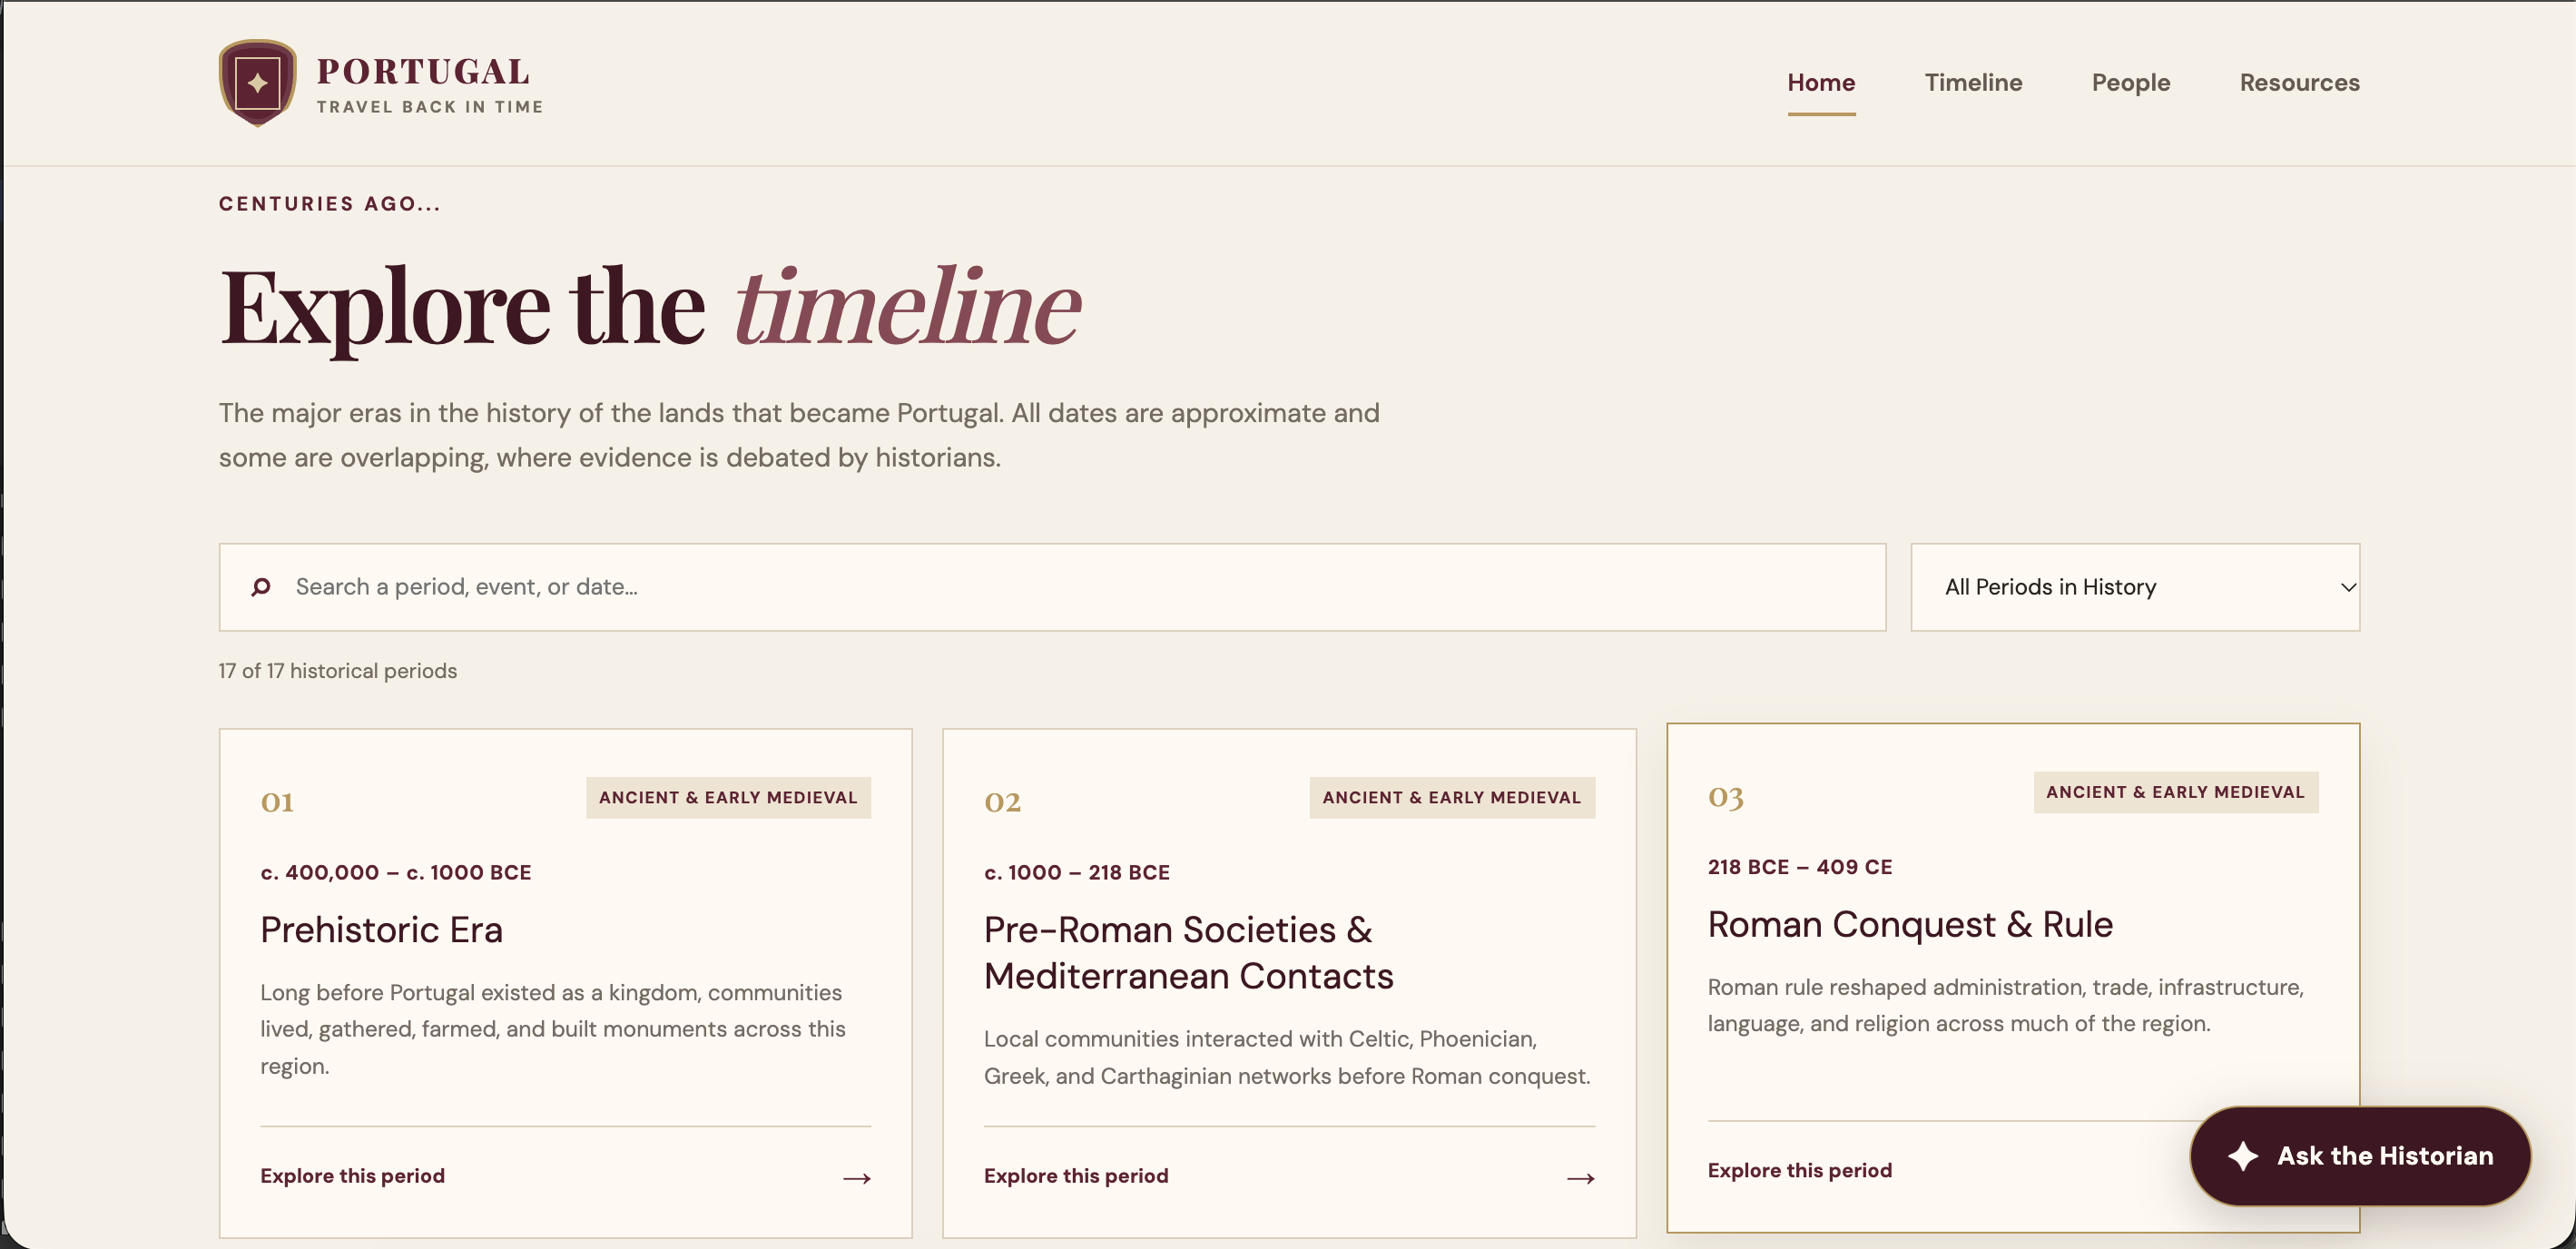 PORTUGAL
TRAVEL BACK IN TIME
Home
Timeline
People
Resources
CENTURIES AGO...
Explore the timeline
The major eras in the history of the lands that became Portugal. All dates are approximate and
some are overlapping, where evidence is debated by historians.
Search a period, event, or date...
All Periods in History
17 of 17 historical periods
01
ANCIENT & EARLY MEDIEVAL
c. 400,000 – c. 1000 BCE
Prehistoric Era
Long before Portugal existed as a kingdom, communities
lived, gathered, farmed, and built monuments across this
region.
Explore this period →
02
ANCIENT & EARLY MEDIEVAL
c. 1000 – 218 BCE
Pre-Roman Societies &
Mediterranean Contacts
Local communities interacted with Celtic, Phoenician,
Greek, and Carthaginian networks before Roman conquest.
Explore this period →
03
ANCIENT & EARLY MEDIEVAL
218 BCE – 409 CE
Roman Conquest & Rule
Roman rule reshaped administration, trade, infrastructure,
language, and religion across much of the region.
Explore this period
Ask the Historian